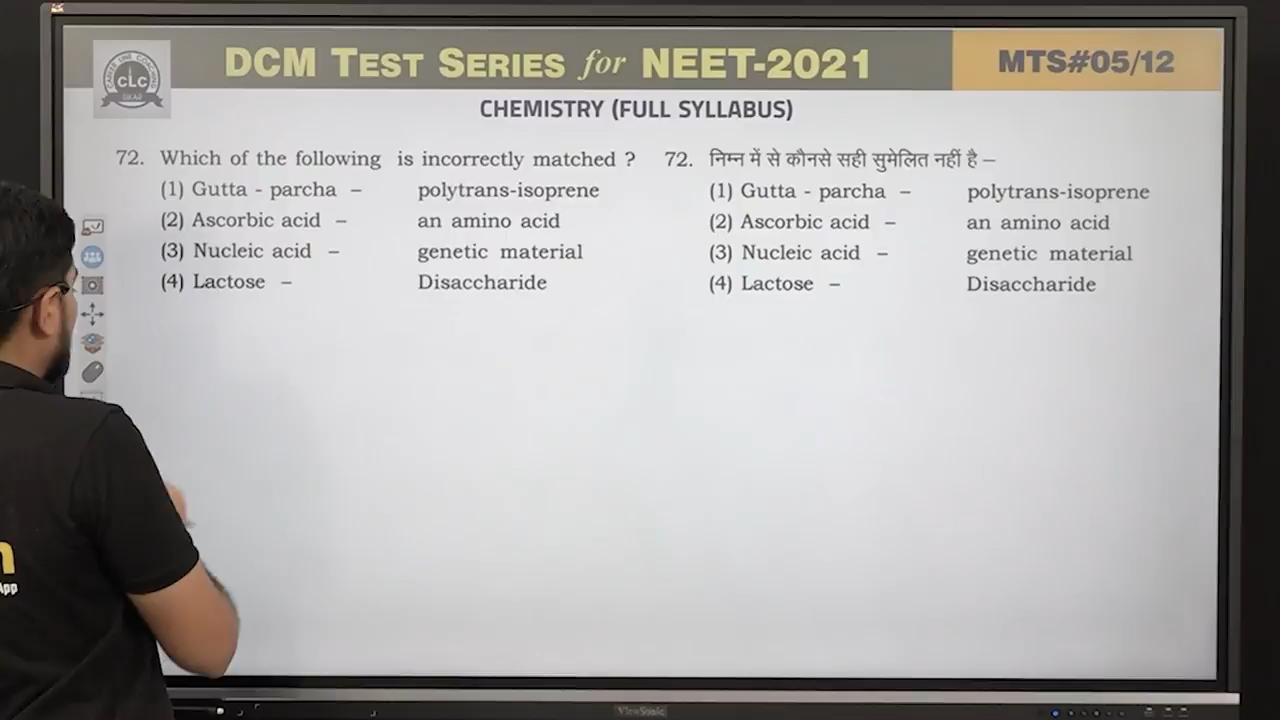 DCM TEST SERIES for NEET-2021
MTS#05/12
CLC
CHEMISTRY (FULL SYLLABUS)
72. Which of the following is incorrectly matched ?
(1) Gutta - parcha – polytrans-isoprene
(2) Ascorbic acid – an amino acid
(3) Nucleic acid – genetic material
(4) Lactose – Disaccharide
72. निम्न में से कौनसे सही सुमेलित नहीं है –
(1) Gutta - parcha – polytrans-isoprene
(2) Ascorbic acid – an amino acid
(3) Nucleic acid – genetic material
(4) Lactose – Disaccharide
App
ViewSonic